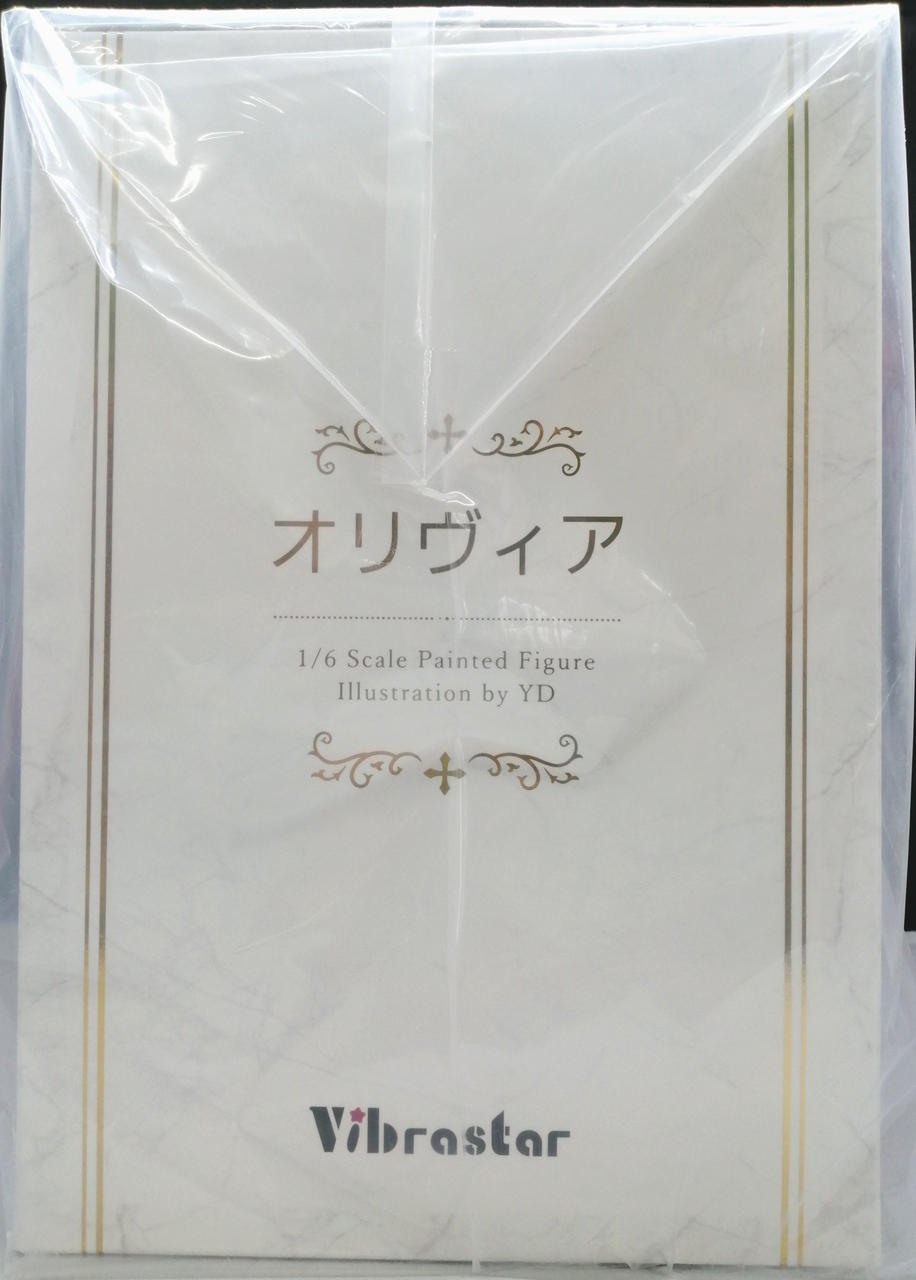 オリヴィア
1/6 Scale Painted Figure
Illustration by YD
Vibrastar